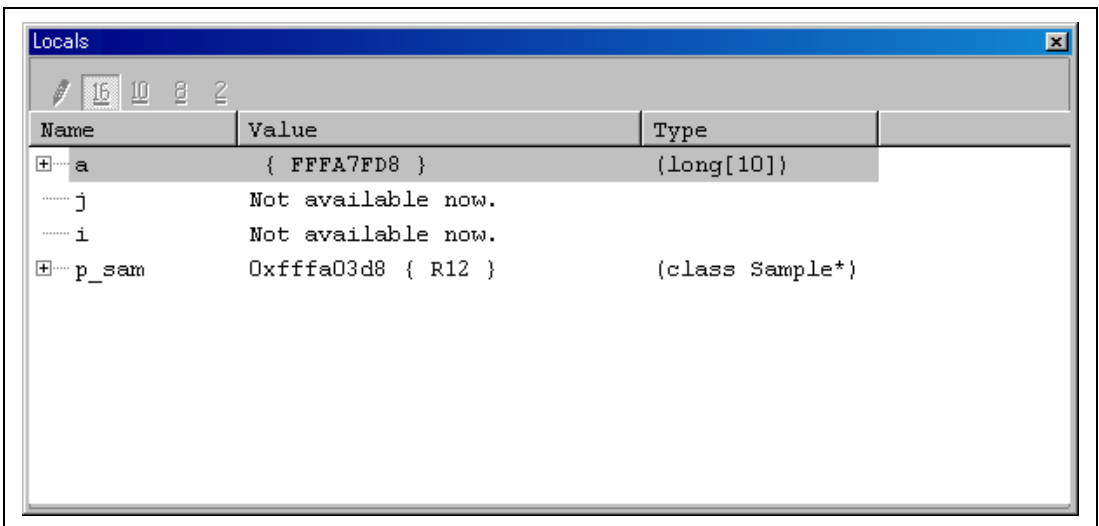 Locals
16 10 8 2
Name Value Type
a { FFFA7FD8 } (long[10])
j Not available now.
i Not available now.
p_sam 0xfffa03d8 { R12 } (class Sample*)